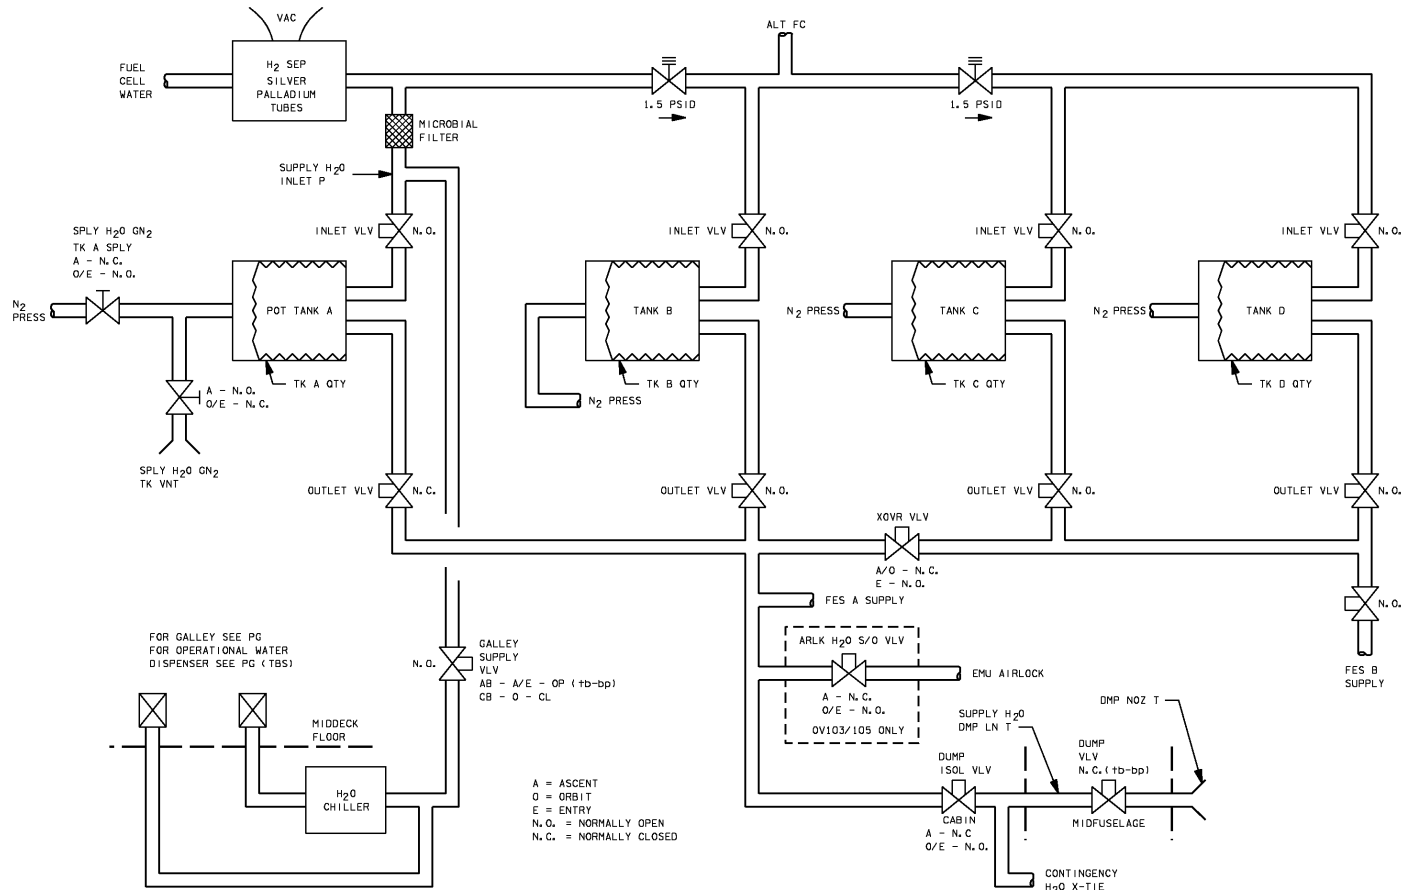 VAC
ALT FC
FUEL
CELL
WATER
H2 SEP
SILVER
PALLADIUM
TUBES
1.5 PSID
1.5 PSID
MICROBIAL
FILTER
SUPPLY H2O
INLET P
SPLY H2O GN2
TK A SPLY
A - N.C.
O/E - N.O.
INLET VLV
N.O.
INLET VLV
N.O.
INLET VLV
N.O.
INLET VLV
N.O.
N2
PRESS
POT TANK A
TANK B
N2 PRESS
TANK C
N2 PRESS
TANK D
TK A QTY
TK B QTY
TK C QTY
TK D QTY
A - N.O.
O/E - N.C.
N2 PRESS
SPLY H2O GN2
TK VNT
OUTLET VLV
N.C.
OUTLET VLV
N.O.
OUTLET VLV
N.O.
OUTLET VLV
N.O.
XOVR VLV
A/O - N.C.
E - N.O.
FES A SUPPLY
N.O.
FES B
SUPPLY
FOR GALLEY SEE PG
FOR OPERATIONAL WATER
DISPENSER SEE PG (TBS)
N.O.
GALLEY
SUPPLY
VLV
AB - A/E - OP (tb-bp)
CB - O - CL
ARLK H2O S/O VLV
A - N.C.
O/E - N.O.
OV103/105 ONLY
EMU AIRLOCK
MIDDECK
FLOOR
H2O
CHILLER
A = ASCENT
O = ORBIT
E = ENTRY
N.O. = NORMALLY OPEN
N.C. = NORMALLY CLOSED
DUMP
ISOL VLV
CABIN
A - N.C
O/E - N.O.
SUPPLY H2O
DMP LN T
DUMP
VLV
N.C.(tb-bp)
MIDFUSELAGE
DMP NOZ T
CONTINGENCY
H2O X-TIE